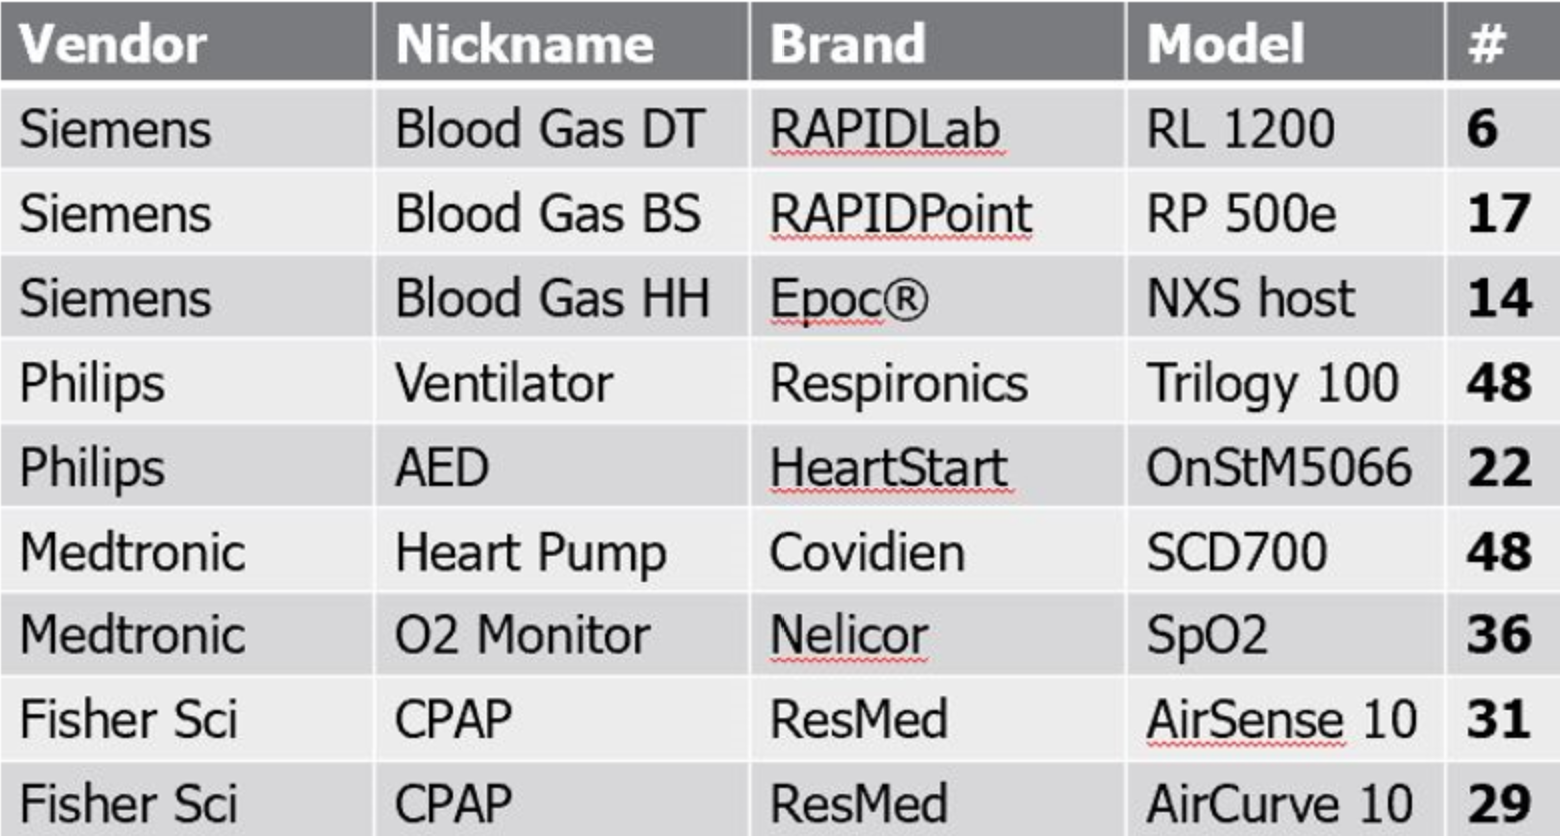 Vendor Nickname Brand Model #
Siemens Blood Gas DT RAPIDLab RL 1200 6
Siemens Blood Gas BS RAPIDPoint RP 500e 17
Siemens Blood Gas HH Epoc® NXS host 14
Philips Ventilator Respironics Trilogy 100 48
Philips AED HeartStart OnStM5066 22
Medtronic Heart Pump Covidien SCD700 48
Medtronic O2 Monitor Nelicor SpO2 36
Fisher Sci CPAP ResMed AirSense 10 31
Fisher Sci CPAP ResMed AirCurve 10 29